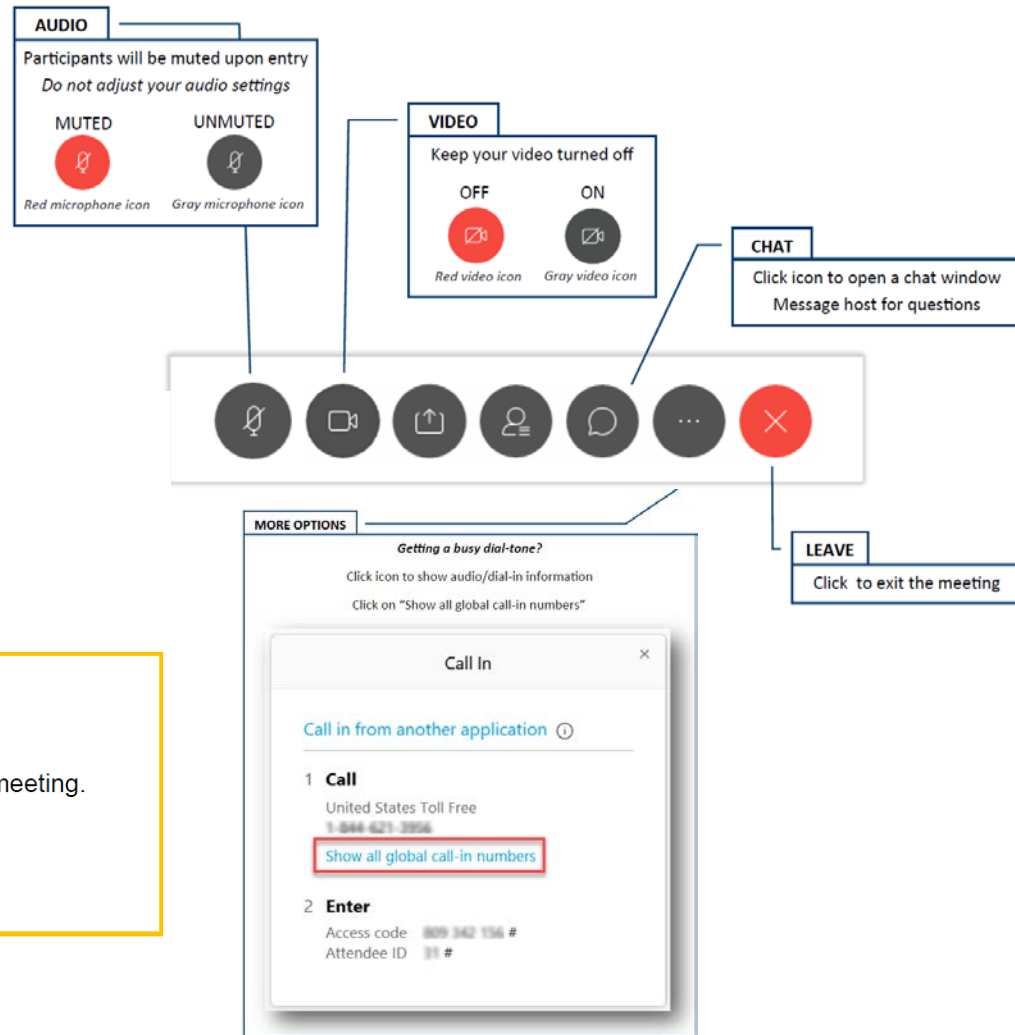 AUDIO
Participants will be muted upon entry
Do not adjust your audio settings
MUTED
UNMUTED
Red microphone icon
Gray microphone icon
VIDEO
Keep your video turned off
OFF
ON
Red video icon
Gray video icon
CHAT
Click icon to open a chat window
Message host for questions
MORE OPTIONS
Getting a busy dial-tone?
Click icon to show audio/dial-in information
Click on “Show all global call-in numbers”
LEAVE
Click to exit the meeting
Call In
Call in from another application
1 Call
United States Toll Free
Show all global call-in numbers
2 Enter
Access code #
Attendee ID #
meeting.